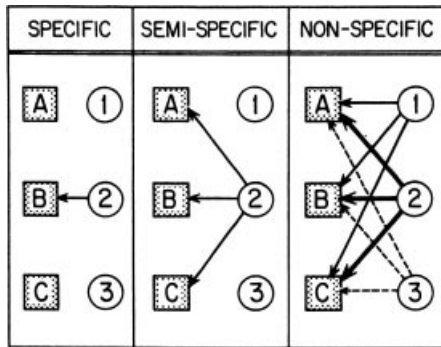 SPECIFIC SEMI-SPECIFIC NON-SPECIFIC
A 1 A 1 A 1
B 2 B 2 B 2
C 3 C 3 C 3